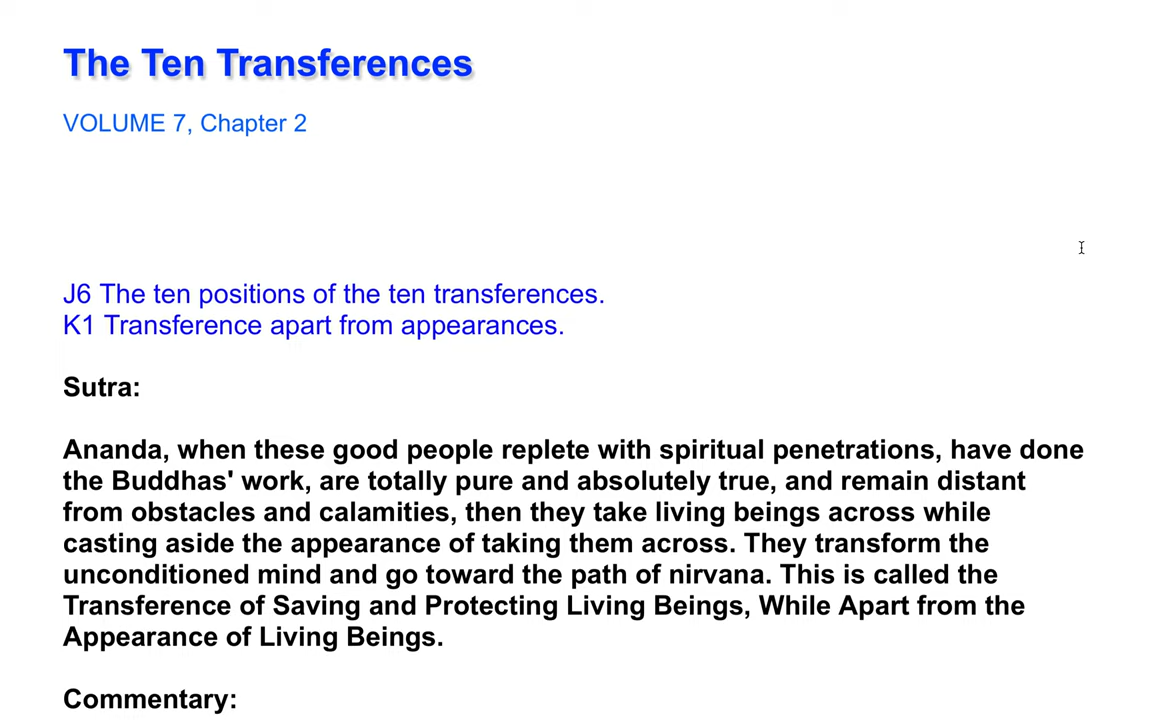 The Ten Transferences
VOLUME 7, Chapter 2
J6 The ten positions of the ten transferences.
K1 Transference apart from appearances.
Sutra:
Ananda, when these good people replete with spiritual penetrations, have done
the Buddhas' work, are totally pure and absolutely true, and remain distant
from obstacles and calamities, then they take living beings across while
casting aside the appearance of taking them across. They transform the
unconditioned mind and go toward the path of nirvana. This is called the
Transference of Saving and Protecting Living Beings, While Apart from the
Appearance of Living Beings.
Commentary: